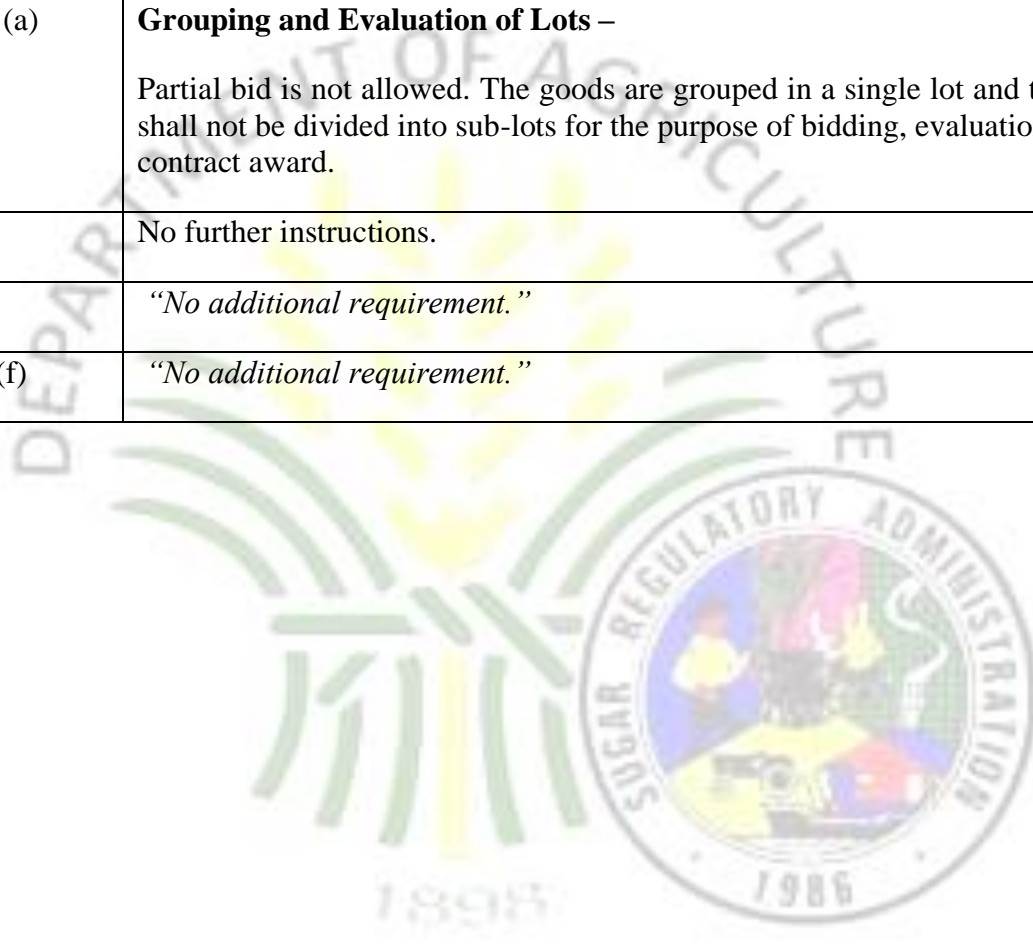 (a)
Grouping and Evaluation of Lots –
Partial bid is not allowed. The goods are grouped in a single lot and
shall not be divided into sub-lots for the purpose of bidding,
contract award.
No further instructions.
“No additional requirement.”
(f)
“No additional requirement.”
DEPARTMENT OF AGRICULTURE
SUGAR REGULATORY ADMINISTRATION
1898
1986